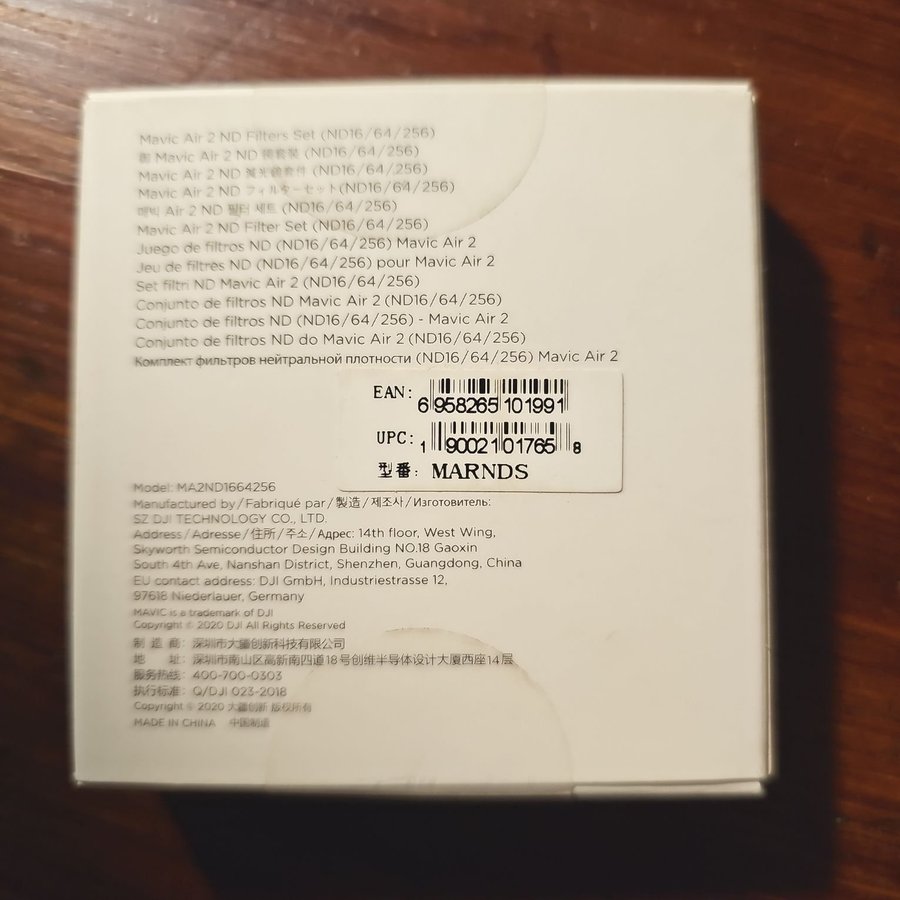 Mavic Air 2 ND Filters Set (ND16/64/256)
御 Mavic Air 2 ND 镜套装 (ND16/64/256)
Mavic Air 2 ND 減光鏡套件 (ND16/64/256)
Mavic Air 2 ND フィルターセット(ND16/64/256)
매빅 Air 2 ND 필터 세트 (ND16/64/256)
Mavic Air 2 ND Filter Set (ND16/64/256)
Juego de filtros ND (ND16/64/256) Mavic Air 2
Jeu de filtres ND (ND16/64/256) pour Mavic Air 2
Set filtri ND Mavic Air 2 (ND16/64/256)
Conjunto de filtros ND Mavic Air 2 (ND16/64/256)
Conjunto de filtros ND (ND16/64/256) - Mavic Air 2
Conjunto de filtros ND do Mavic Air 2 (ND16/64/256)
Комплект фильтров нейтральной плотности (ND16/64/256) Mavic Air 2
EAN: 6 958265 101991
UPC: 1 90021 01765 8
型番: MARNDS
Model: MA2ND1664256
Manufactured by/Fabriqué par/製造/제조사/Изготовитель:
SZ DJI TECHNOLOGY CO., LTD.
Address/Adresse/住所/주소/Адрес: 14th floor, West Wing,
Skyworth Semiconductor Design Building NO.18 Gaoxin
South 4th Ave, Nanshan District, Shenzhen, Guangdong, China
EU contact address: DJI GmbH, Industriestrasse 12,
97618 Niederlauer, Germany
MAVIC is a trademark of DJI
Copyright © 2020 DJI All Rights Reserved
制 造 商: 深圳市大疆创新科技有限公司
地 址: 深圳市南山区高新南四道18号创维半导体设计大厦西座14层
服务热线: 400-700-0303
执行标准: Q/DJI 023-2018
Copyright © 2020 大疆创新 版权所有
MADE IN CHINA 中国制造